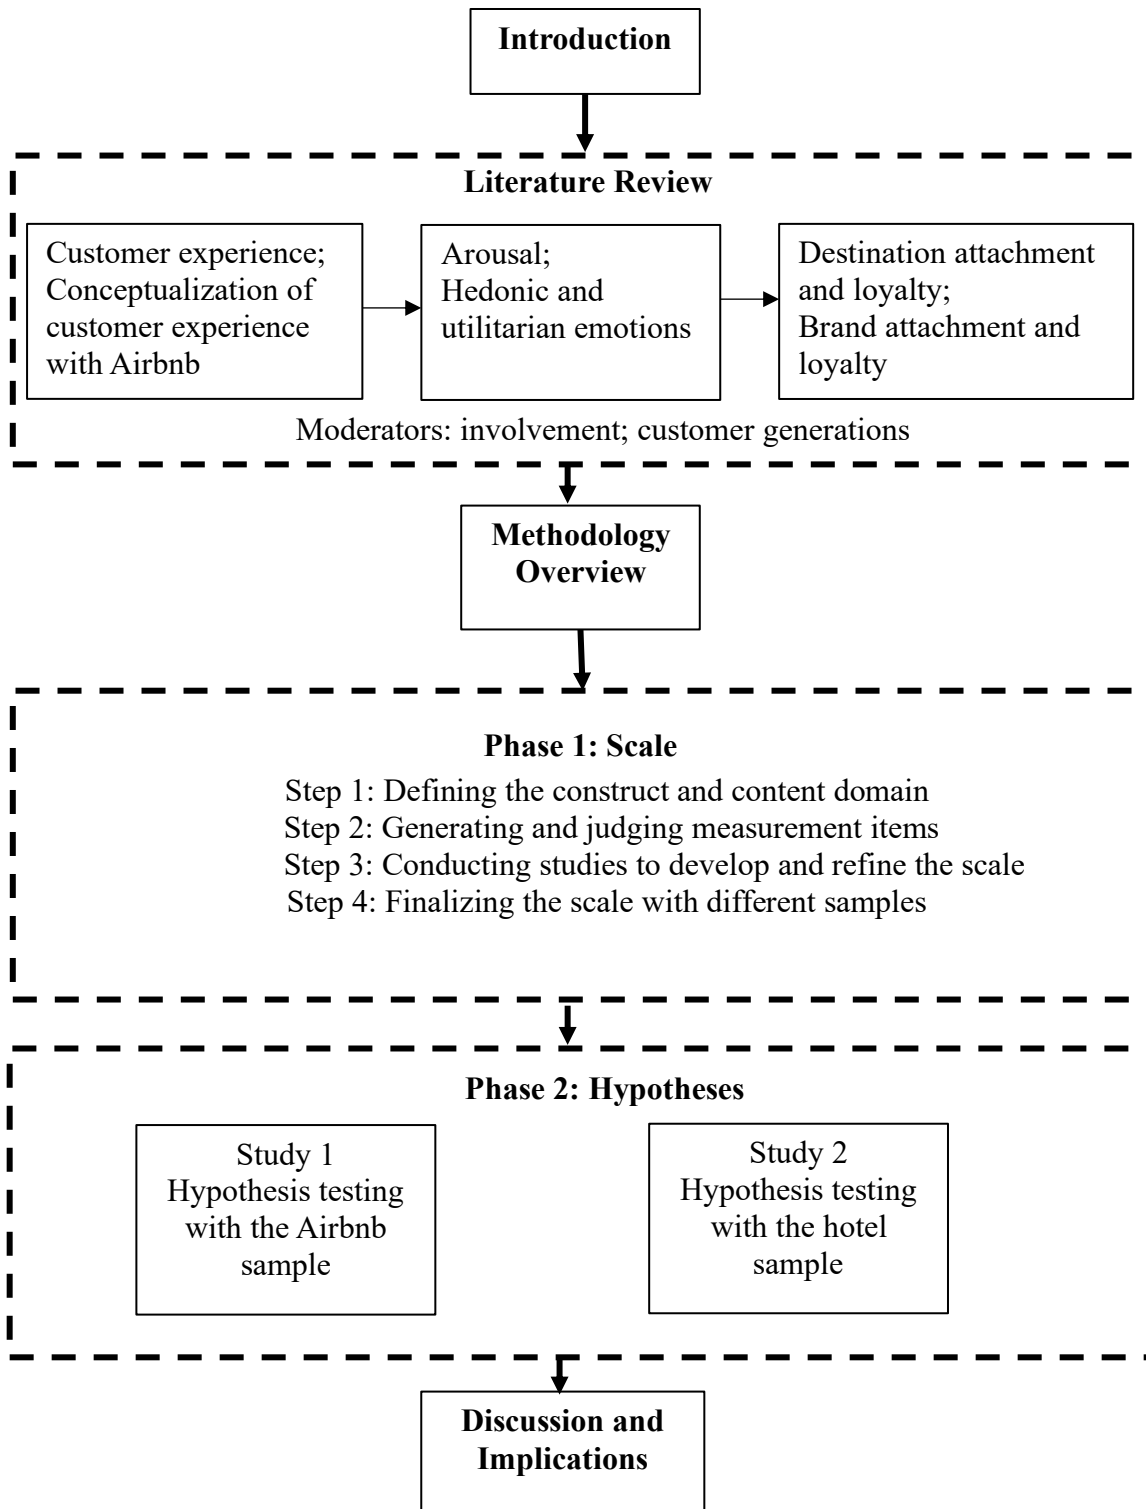 Introduction
Literature Review
Customer experience;
Conceptualization of
customer experience
with Airbnb
Arousal;
Hedonic and
utilitarian emotions
Destination attachment
and loyalty;
Brand attachment and
loyalty
Moderators: involvement; customer generations
Methodology
Overview
Phase 1: Scale
Step 1: Defining the construct and content domain
Step 2: Generating and judging measurement items
Step 3: Conducting studies to develop and refine the scale
Step 4: Finalizing the scale with different samples
Phase 2: Hypotheses
Study 1
Hypothesis testing
with the Airbnb
sample
Study 2
Hypothesis testing
with the hotel
sample
Discussion and
Implications